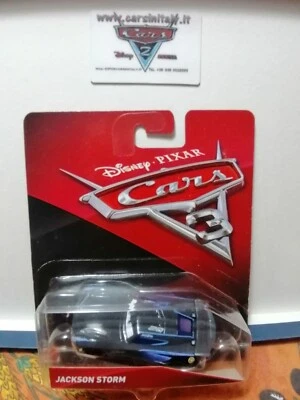 www.carsinitaly.it
Cars
2
Disney
Disney · PIXAR
Cars
3
JACKSON STORM